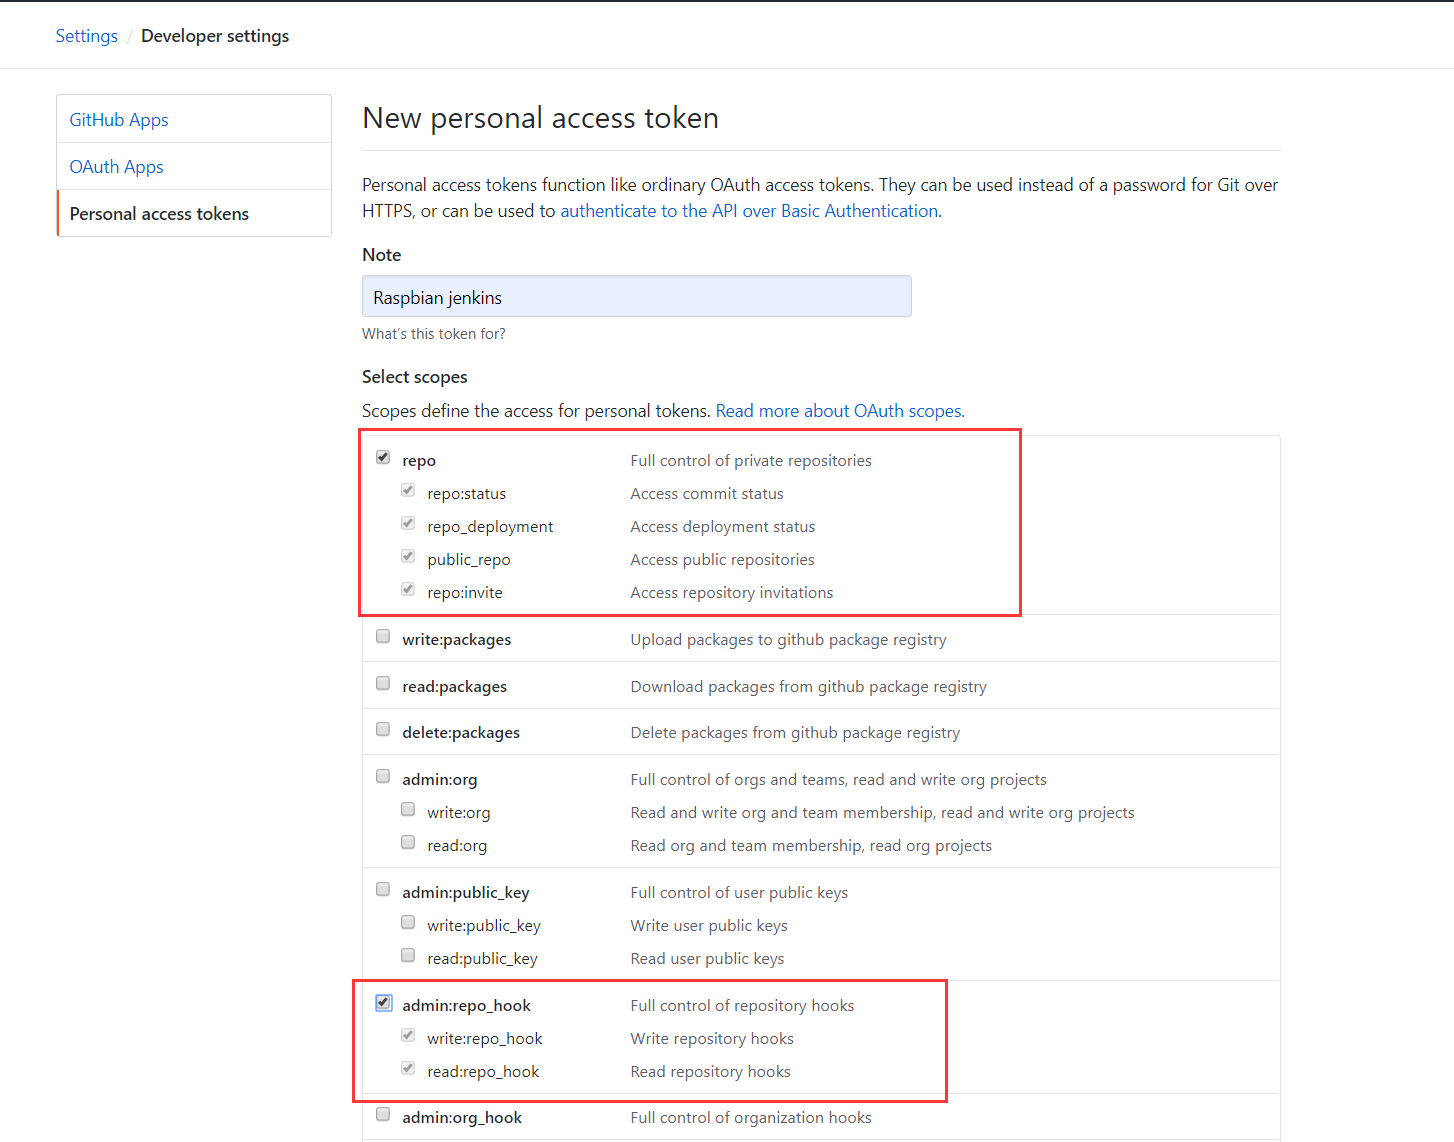 Settings / Developer settings
GitHub Apps
OAuth Apps
Personal access tokens
New personal access token
Personal access tokens function like ordinary OAuth access tokens. They can be used instead of a password for Git over
HTTPS, or can be used to authenticate to the API over Basic Authentication.
Note
Raspbian jenkins
What's this token for?
Select scopes
Scopes define the access for personal tokens. Read more about OAuth scopes.
repo Full control of private repositories
repo:status Access commit status
repo_deployment Access deployment status
public_repo Access public repositories
repo:invite Access repository invitations
write:packages Upload packages to github package registry
read:packages Download packages from github package registry
delete:packages Delete packages from github package registry
admin:org Full control of orgs and teams, read and write org projects
write:org Read and write org and team membership, read and write org projects
read:org Read org and team membership, read org projects
admin:public_key Full control of user public keys
write:public_key Write user public keys
read:public_key Read user public keys
admin:repo_hook Full control of repository hooks
write:repo_hook Write repository hooks
read:repo_hook Read repository hooks
admin:org_hook Full control of organization hooks